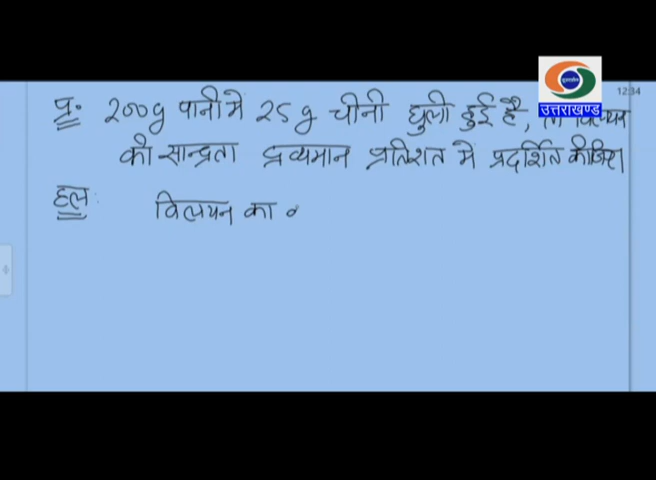 12:34
उत्तराखण्ड
प्र॰ 200g पानी में 25g चीनी घुली हुई है, विलयन
की सान्द्रता द्रव्यमान प्रतिशत में प्रदर्शित कीजिए।
हल:
विलयन का